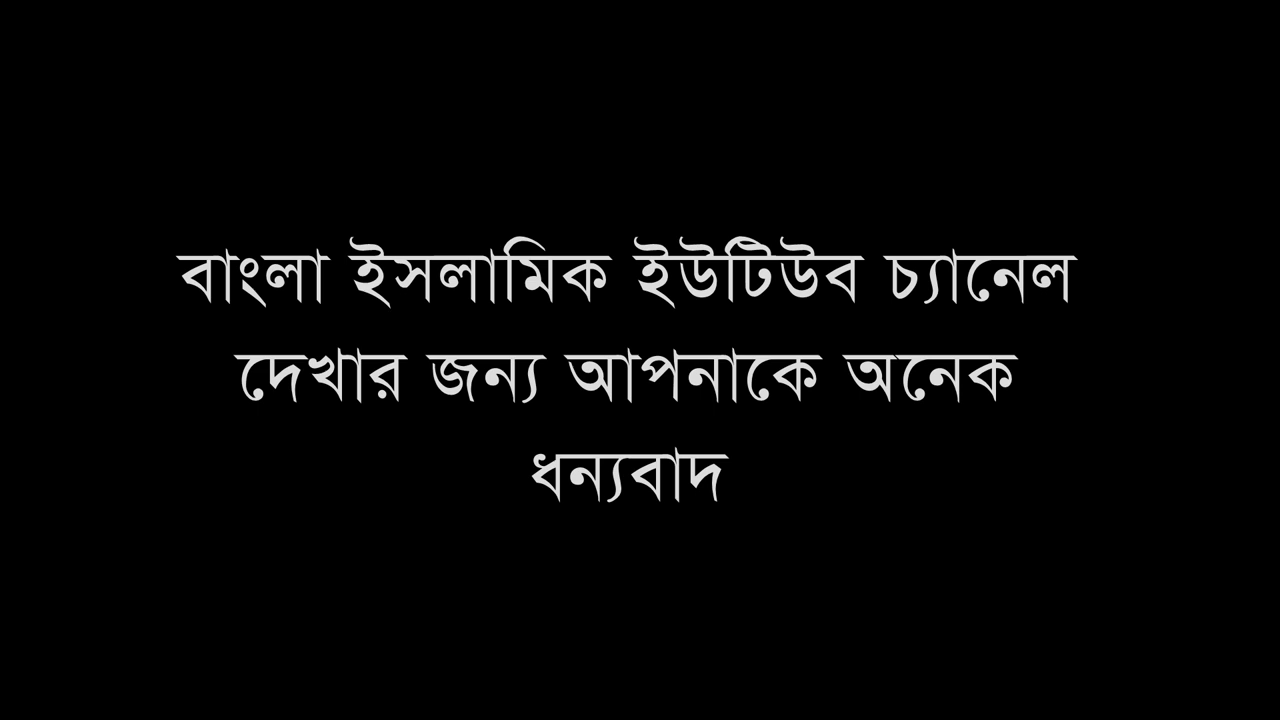 বাংলা ইসলামিক ইউটিউব চ্যানেল
দেখার জন্য আপনাকে অনেক
ধন্যবাদ